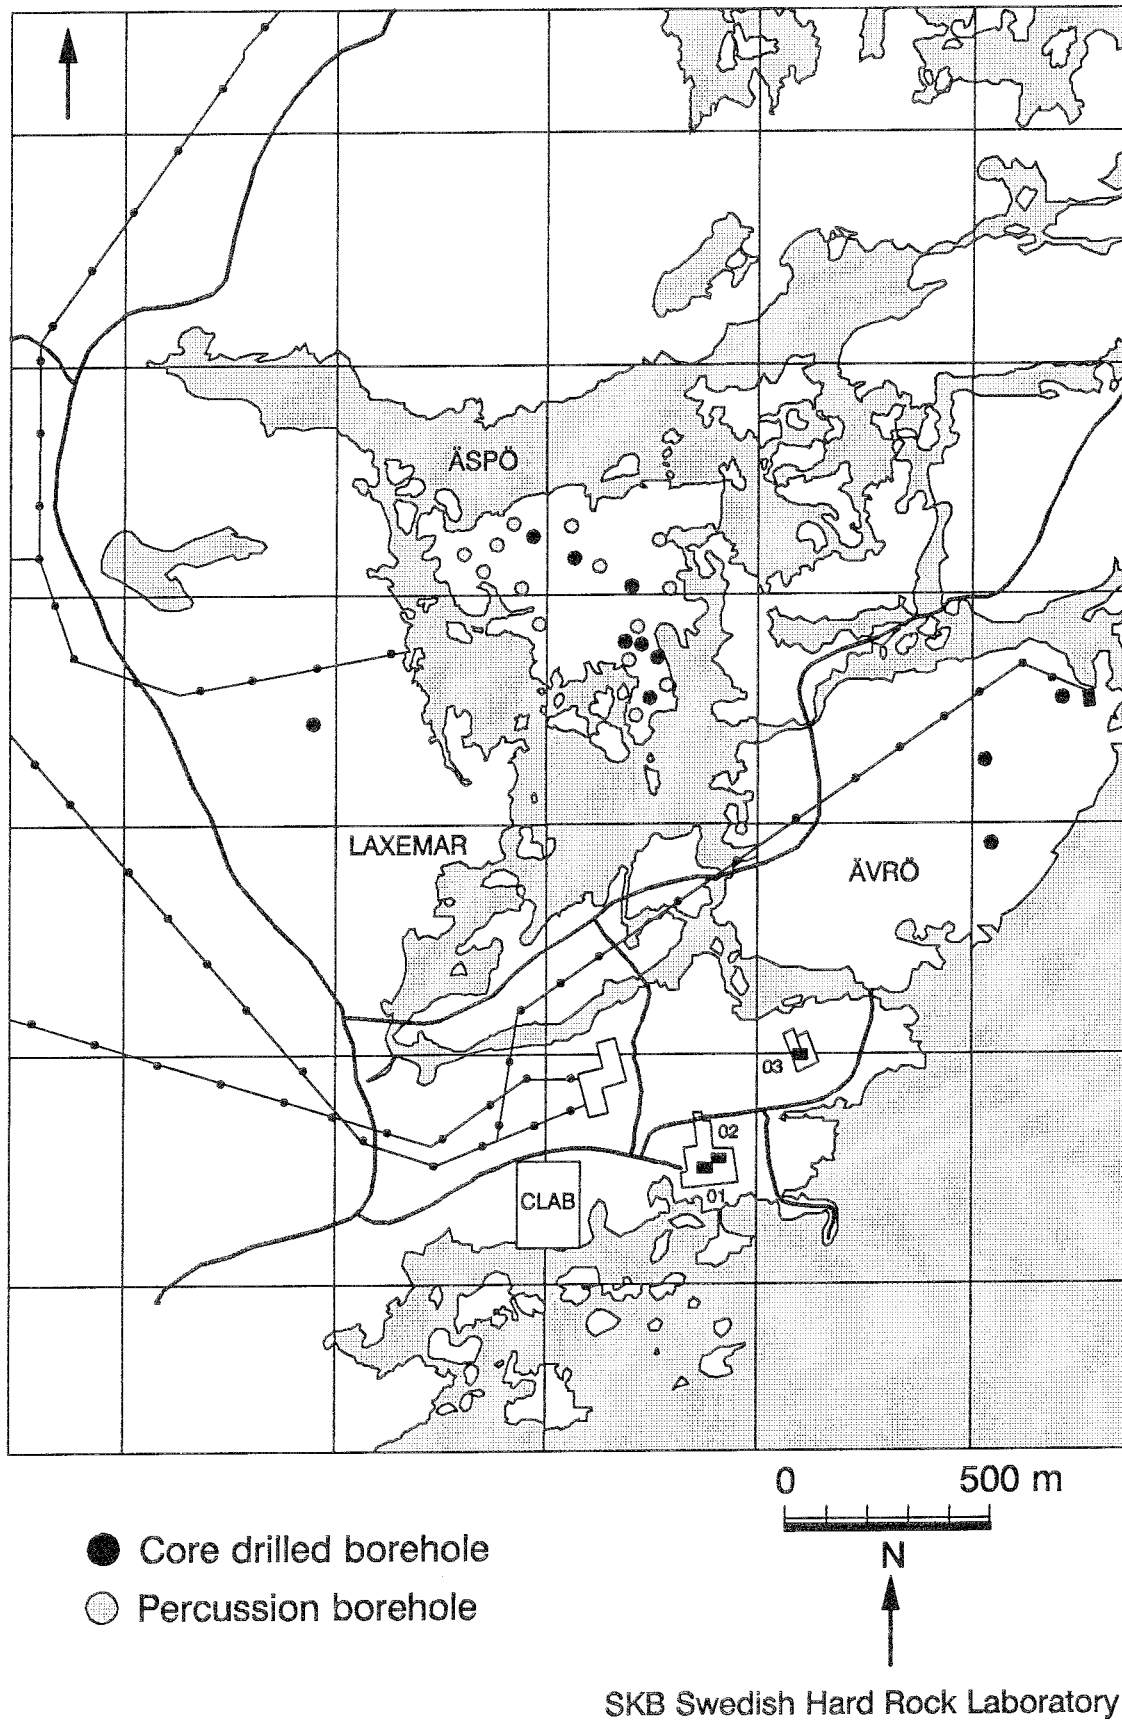 ÄSPÖ
LAXEMAR
ÄVRÖ
03
02
01
CLAB
0 500 m
Core drilled borehole
Percussion borehole
N
SKB Swedish Hard Rock Laboratory